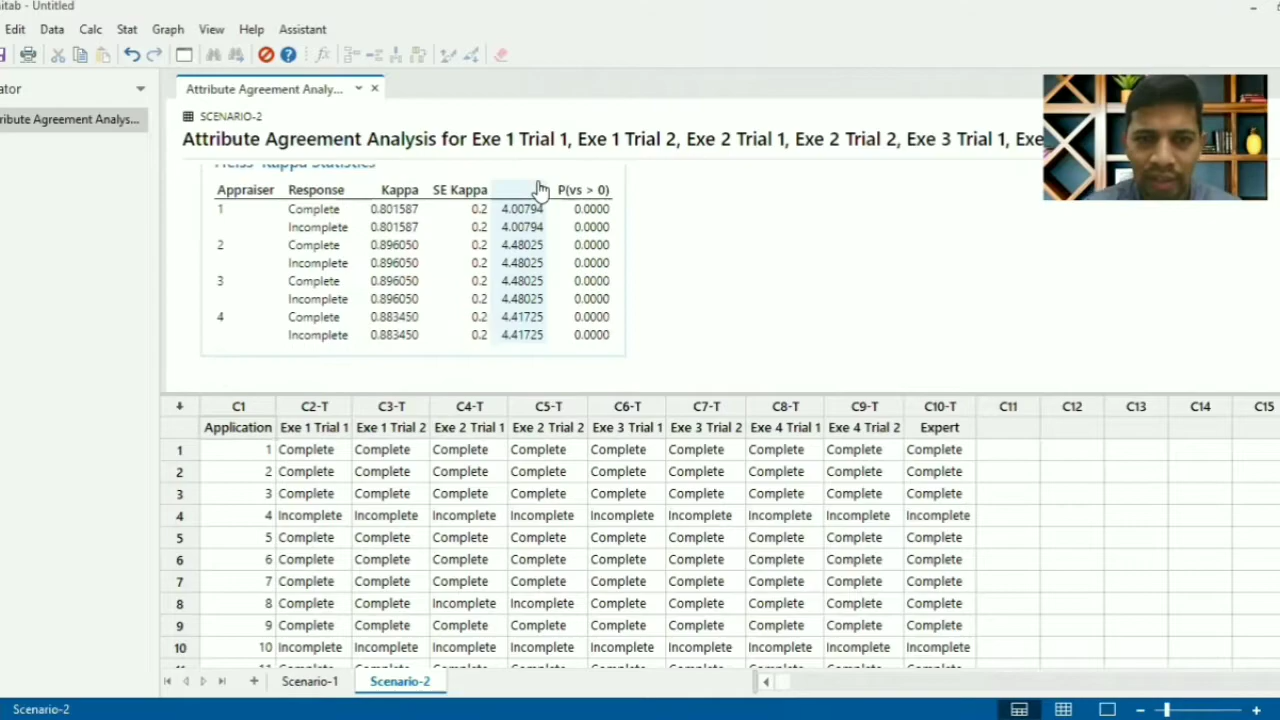 itab - Untitled
Edit Data Calc Stat Graph View Help Assistant
ator
Attribute Agreement Analy...
ribute Agreement Analys...
SCENARIO-2
Attribute Agreement Analysis for Exe 1 Trial 1, Exe 1 Trial 2, Exe 2 Trial 1, Exe 2 Trial 2, Exe 3 Trial 1, Exe
Fleiss' Kappa Statistics
Appraiser Response Kappa SE Kappa P(vs > 0)
1 Complete 0.801587 0.2 4.00794 0.0000
Incomplete 0.801587 0.2 4.00794 0.0000
2 Complete 0.896050 0.2 4.48025 0.0000
Incomplete 0.896050 0.2 4.48025 0.0000
3 Complete 0.896050 0.2 4.48025 0.0000
Incomplete 0.896050 0.2 4.48025 0.0000
4 Complete 0.883450 0.2 4.41725 0.0000
Incomplete 0.883450 0.2 4.41725 0.0000
C1 C2-T C3-T C4-T C5-T C6-T C7-T C8-T C9-T C10-T C11 C12 C13 C14 C15
Application Exe 1 Trial 1 Exe 1 Trial 2 Exe 2 Trial 1 Exe 2 Trial 2 Exe 3 Trial 1 Exe 3 Trial 2 Exe 4 Trial 1 Exe 4 Trial 2 Expert
1 1 Complete Complete Complete Complete Complete Complete Complete Complete Complete
2 2 Complete Complete Complete Complete Complete Complete Complete Complete Complete
3 3 Complete Complete Complete Complete Complete Complete Complete Complete Complete
4 4 Incomplete Incomplete Incomplete Incomplete Incomplete Incomplete Incomplete Incomplete Incomplete
5 5 Complete Complete Complete Complete Complete Complete Complete Complete Complete
6 6 Complete Complete Complete Complete Complete Complete Complete Complete Complete
7 7 Complete Complete Complete Complete Complete Complete Complete Complete Complete
8 8 Complete Complete Incomplete Incomplete Complete Complete Complete Complete Complete
9 9 Complete Complete Complete Complete Complete Complete Complete Complete Complete
10 10 Incomplete Incomplete Incomplete Incomplete Incomplete Incomplete Incomplete Incomplete Incomplete
Scenario-1 Scenario-2
Scenario-2